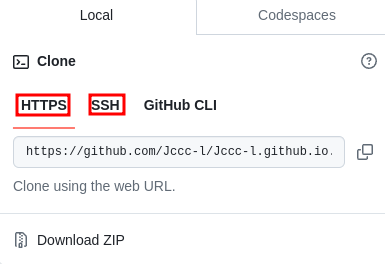 Local Codespaces
Clone
HTTPS SSH GitHub CLI
https://github.com/Jccc-l/Jccc-l.github.io.
Clone using the web URL.
Download ZIP